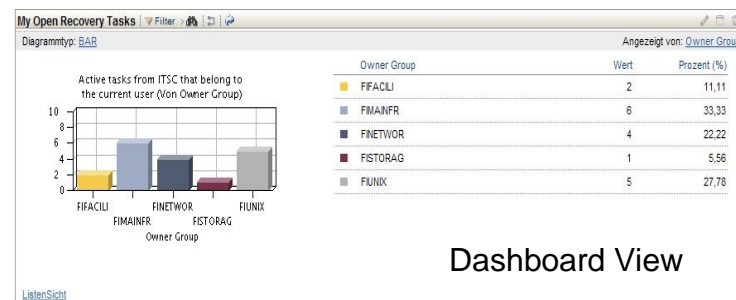 My Open Recovery Tasks Filter
Diagrammtyp: BAR
Angezeigt von: Owner Grou
Active tasks from ITSC that belong to
the current user (Von Owner Group)
10
8
6
4
2
0
FIFACILI
FIMAINFR
FINETWOR
FISTORAG
FIUNIX
Owner Group
Owner Group Wert Prozent (%)
FIFACILI 2 11,11
FIMAINFR 6 33,33
FINETWOR 4 22,22
FISTORAG 1 5,56
FIUNIX 5 27,78
Dashboard View
ListenSicht